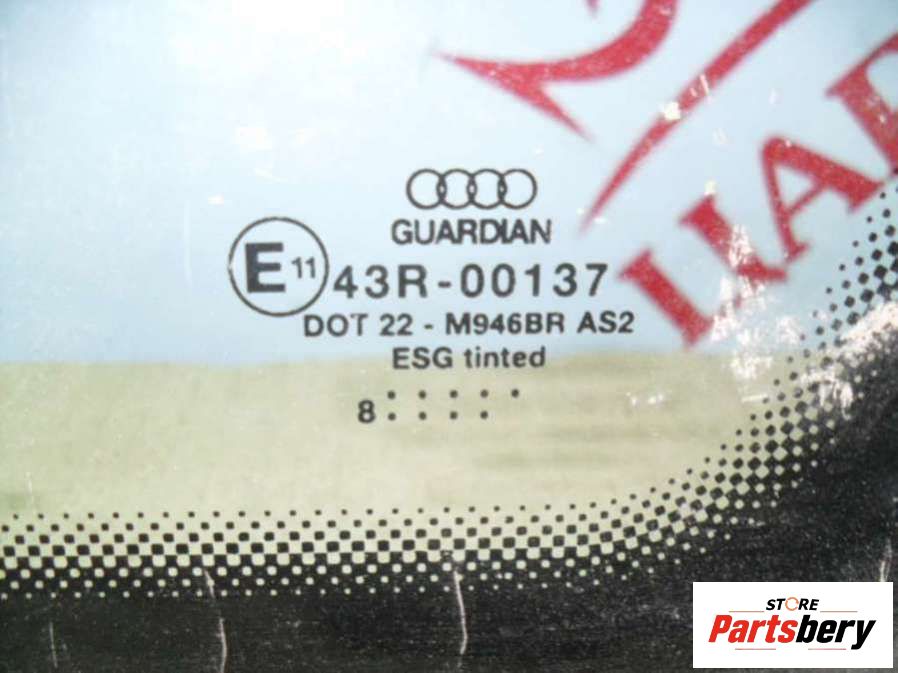 GUARDIAN
E11 43R-00137
DOT 22 - M946BR AS2
ESG tinted
8
STORE
Partsbery